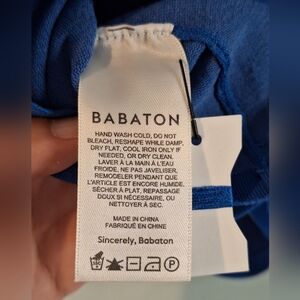 BABATON
HAND WASH COLD, DO NOT
BLEACH, RESHAPE WHILE DAMP,
DRY FLAT, COOL IRON ONLY IF
NEEDED, OR DRY CLEAN.
LAVER À LA MAIN À L'EAU
FROIDE, NE PAS JAVELISER,
REMODELER PENDANT QUE
L'ARTICLE EST ENCORE HUMIDE,
SÉCHER À PLAT, REPASSAGE
DOUX SI NÉCESSAIRE, OU
NETTOYER À SEC.
MADE IN CHINA
FABRIQUÉ EN CHINE
Sincerely, Babaton